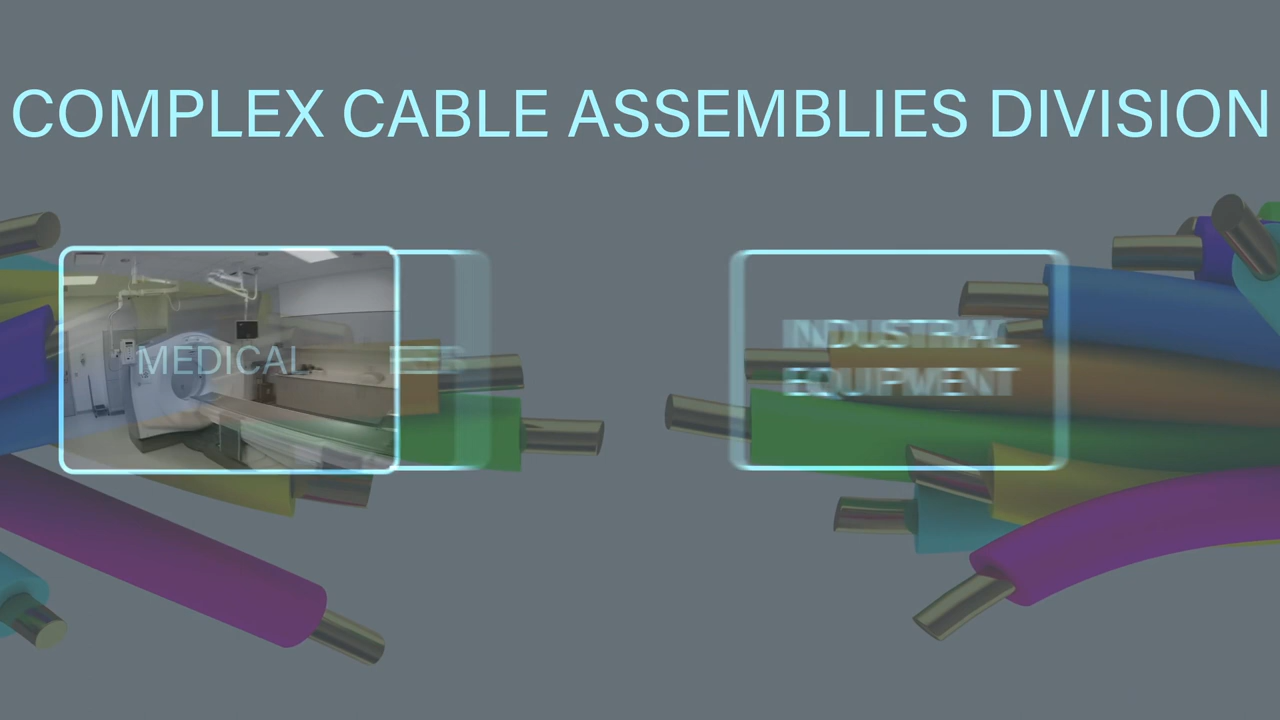 COMPLEX CABLE ASSEMBLIES DIVISION
MEDICAL
INDUSTRIAL
EQUIPMENT